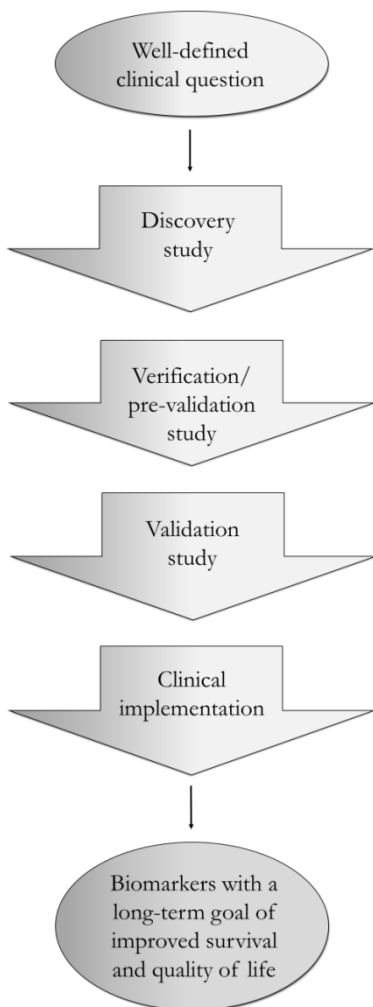 Well-defined
clinical question
Discovery
study
Verification/
pre-validation
study
Validation
study
Clinical
implementation
Biomarkers with a
long-term goal of
improved survival
and quality of life